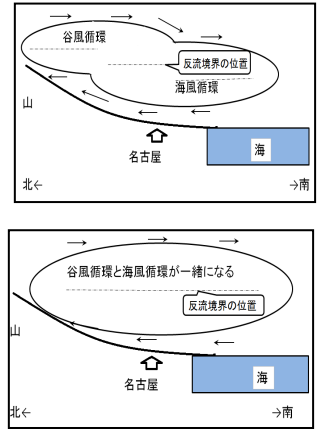 谷風循環
反流境界の位置
海風循環
山
名古屋
海
北←
→南
谷風循環と海風循環が一緒になる
反流境界の位置
山
名古屋
海
北←
→南